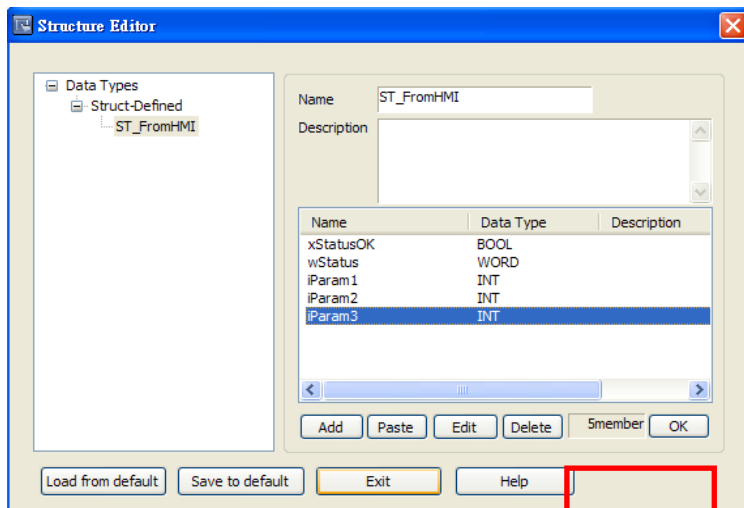 Structure Editor
Data Types
Struct-Defined
ST_FromHMI
Name ST_FromHMI
Description
Name Data Type Description
xStatusOK BOOL
wStatus WORD
iParam1 INT
iParam2 INT
iParam3 INT
Add Paste Edit Delete 5member OK
Load from default Save to default Exit Help